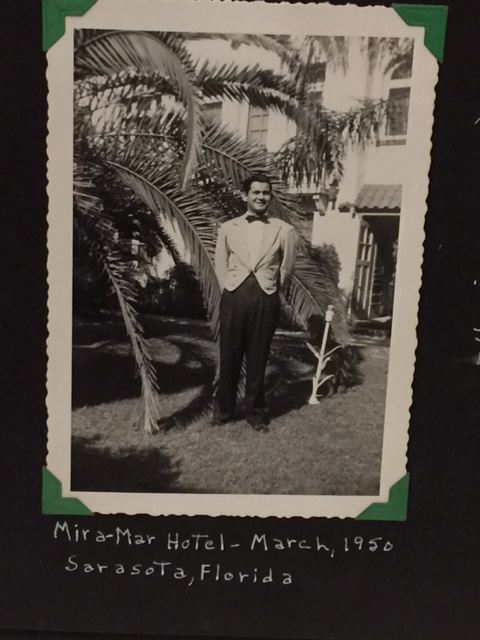 Mira-Mar Hotel - March, 1950
Sarasota, Florida